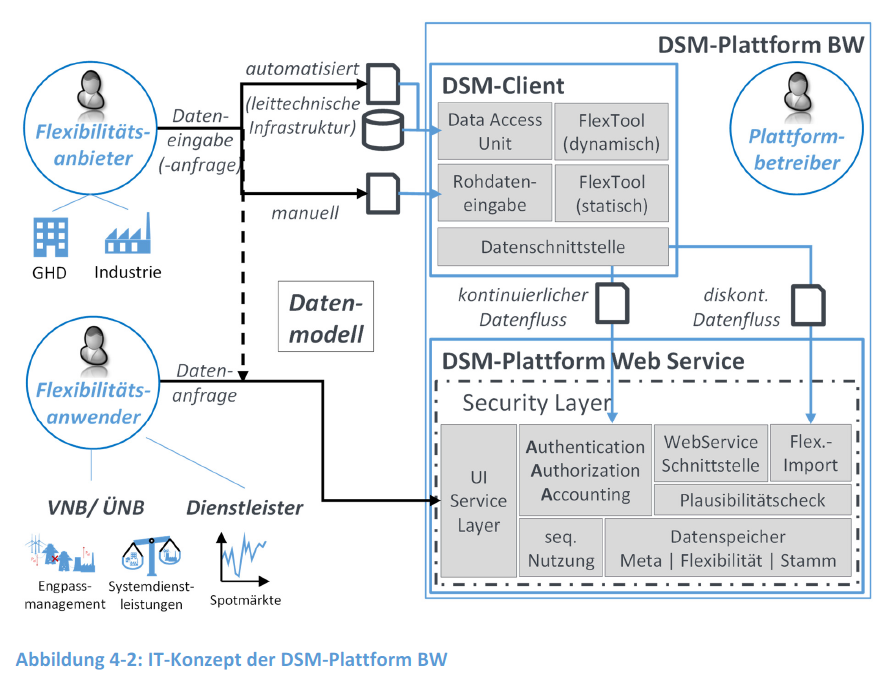 DSM-Plattform BW
Flexibilitäts-
anbieter
GHD
Industrie
Daten-
eingabe
(-anfrage)
automatisiert
(leittechnische
Infrastruktur)
manuell
DSM-Client
Data Access
Unit
FlexTool
(dynamisch)
Rohdaten-
eingabe
FlexTool
(statisch)
Datenschnittstelle
Plattform-
betreiber
kontinuierlicher
Datenfluss
diskont.
Datenfluss
Daten-
modell
Flexibilitäts-
anwender
Daten-
anfrage
VNB/ ÜNB
Dienstleister
Engpass-
management
Systemdienst-
leistungen
Spotmärkte
DSM-Plattform Web Service
Security Layer
UI
Service
Layer
Authentication
Authorization
Accounting
WebService
Schnittstelle
Flex.-
Import
Plausibilitätscheck
seq.
Nutzung
Datenspeicher
Meta | Flexibilität | Stamm
Abbildung 4-2: IT-Konzept der DSM-Plattform BW